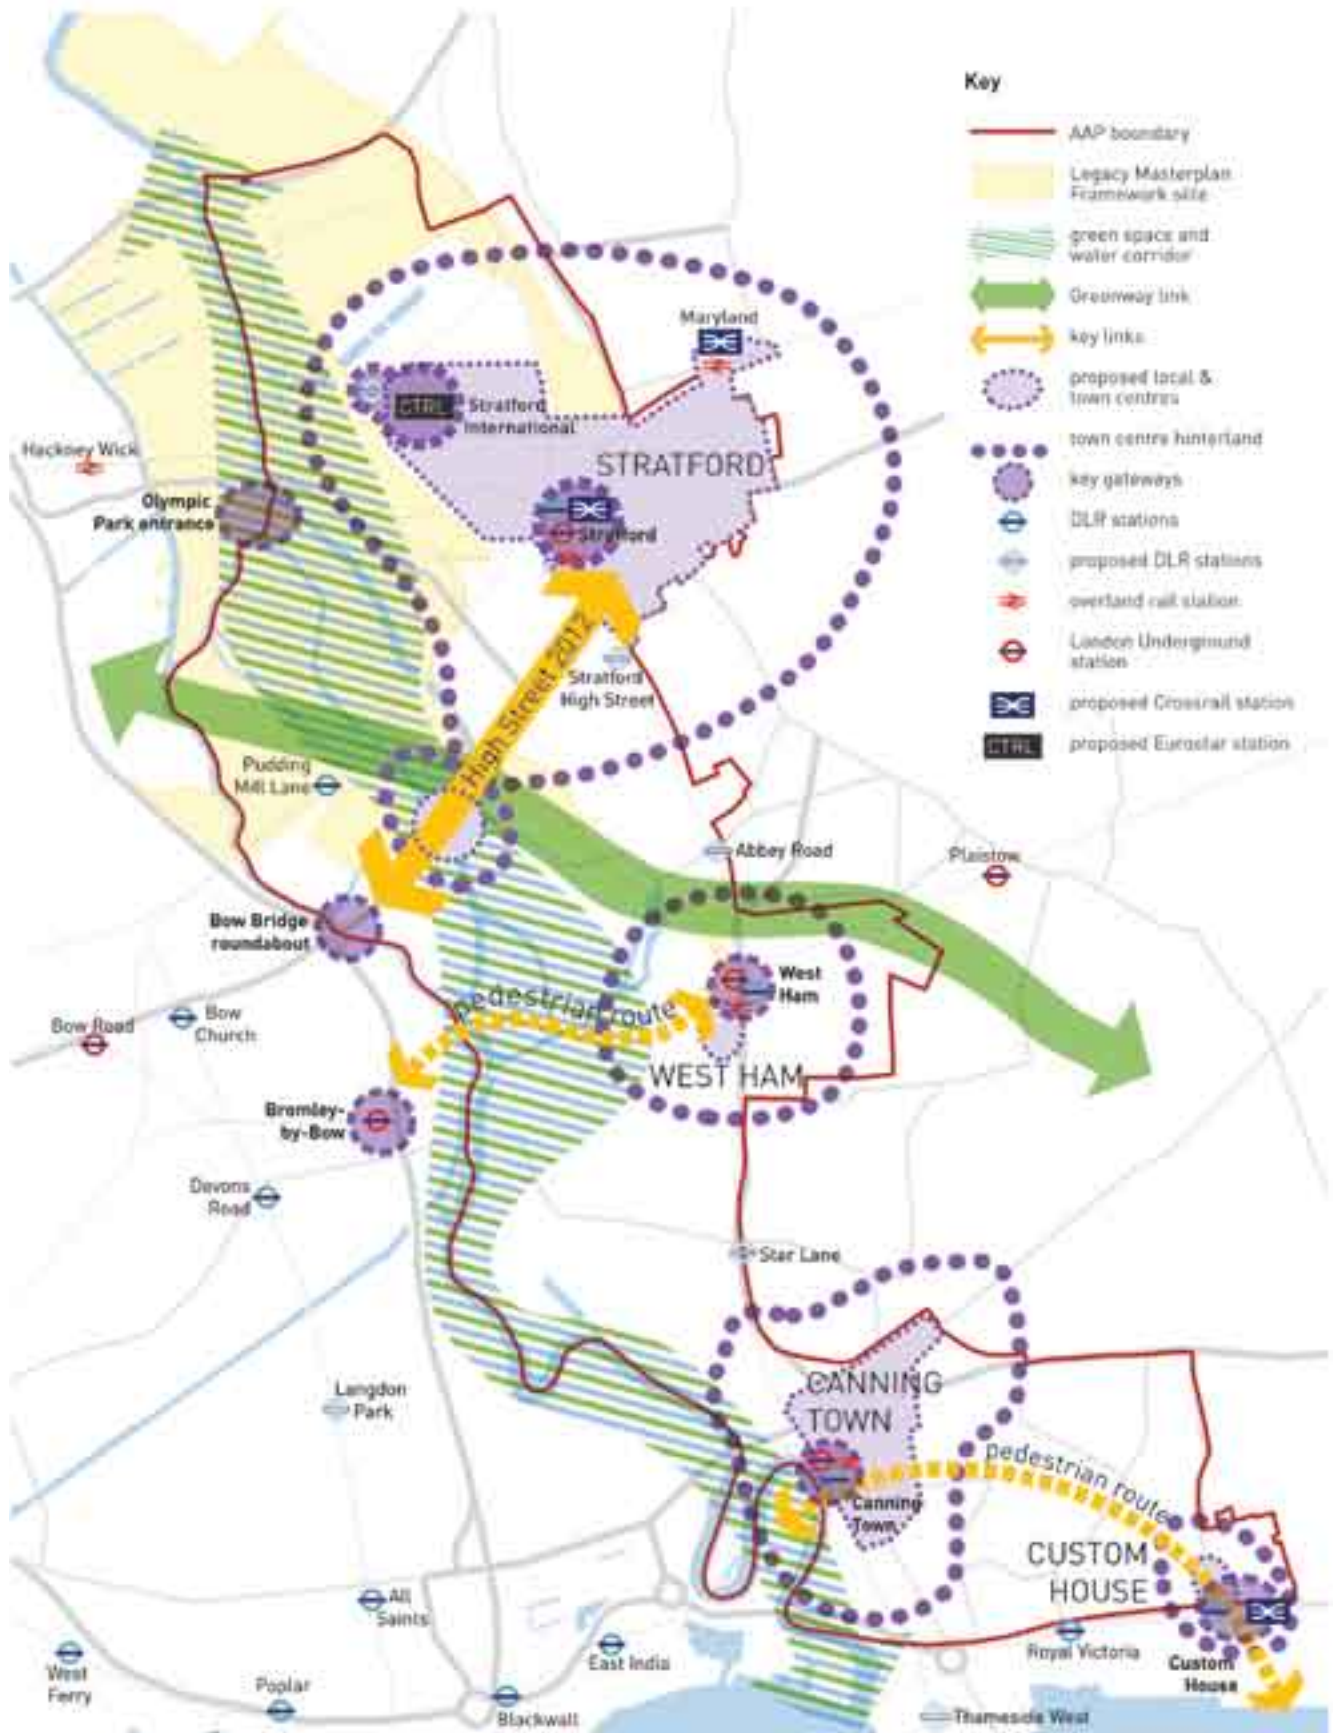 Key
AAP boundary
Legacy Masterplan
Framework site
green space and
water corridor
Greenway link
key links
proposed local &
town centres
town centre hinterland
key gateways
DLR stations
proposed DLR stations
overland rail station
London Underground
station
proposed Crossrail station
CTRL
proposed Eurostar station
Maryland
CTRL
Stratford
International
STRATFORD
Hackney Wick
Olympic
Park entrance
Stratford
High Street 2012
Stratford
High Street
Pudding
Mill Lane
Abbey Road
Plaistow
Bow Bridge
roundabout
West
Ham
pedestrian route
Bow Road
Bow
Church
WEST HAM
Bromley-
by-Bow
Devons
Road
Star Lane
Langdon
Park
CANNING
TOWN
pedestrian route
Canning
Town
CUSTOM
HOUSE
All
Saints
East India
Royal Victoria
Custom
House
West
Ferry
Poplar
Blackwall
Thameside West